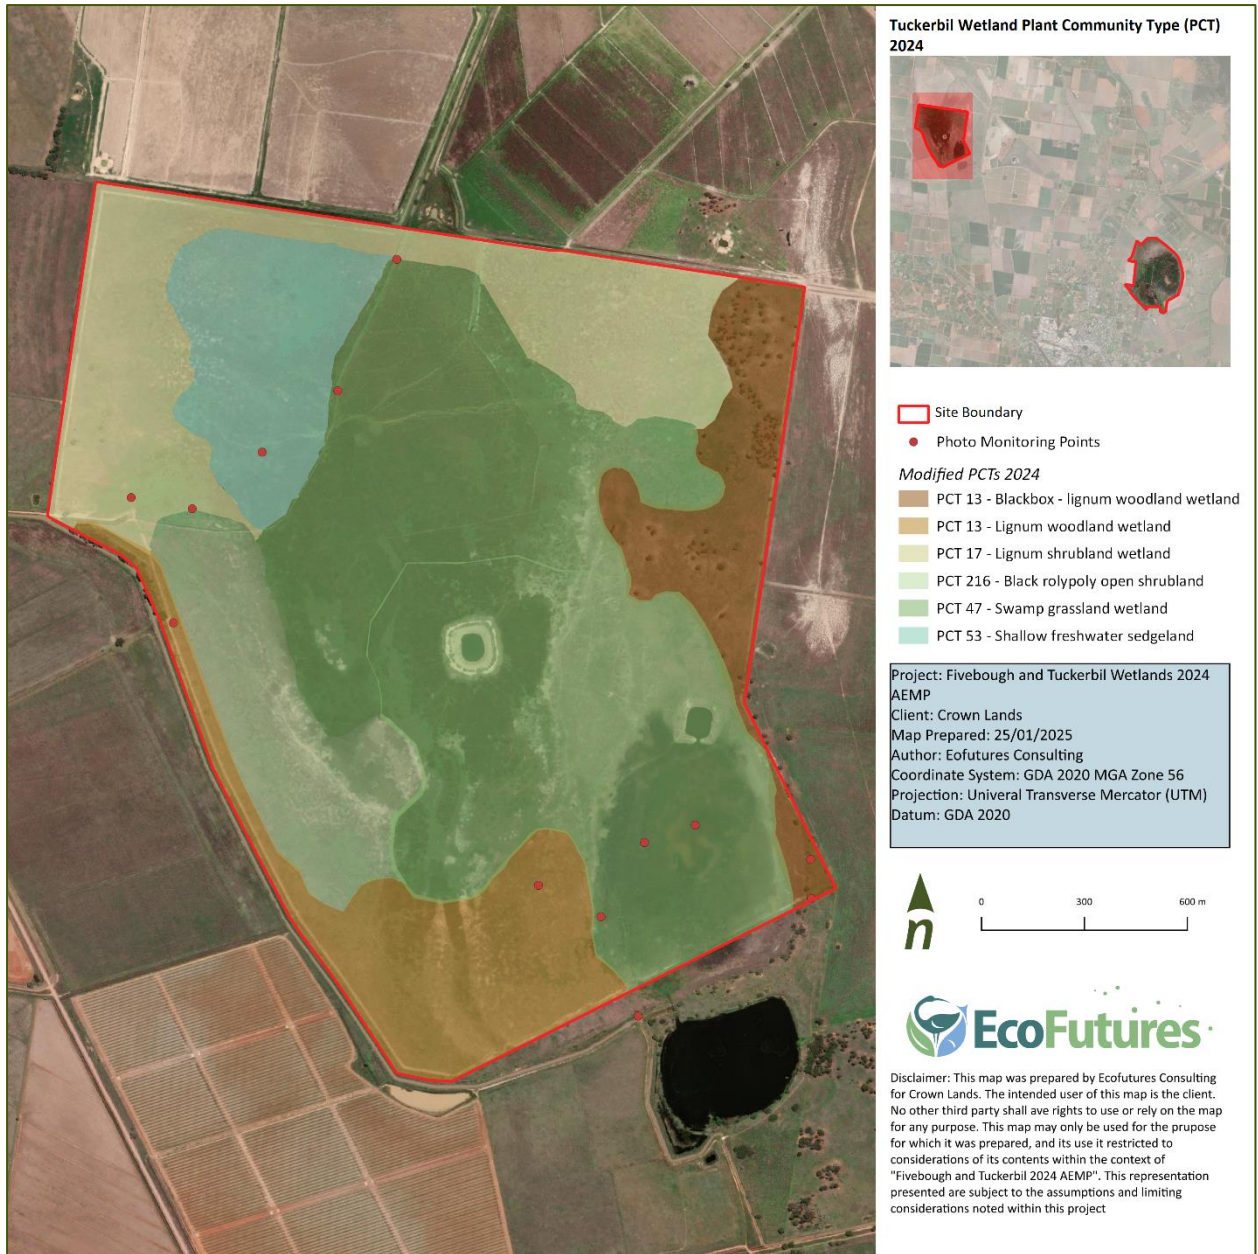 Tuckerbil Wetland Plant Community Type (PCT)
2024
Site Boundary
Photo Monitoring Points
Modified PCTs 2024
PCT 13 - Blackbox - lignum woodland wetland
PCT 13 - Lignum woodland wetland
PCT 17 - Lignum shrubland wetland
PCT 216 - Black rolypoly open shrubland
PCT 47 - Swamp grassland wetland
PCT 53 - Shallow freshwater sedgeland
Project: Fivebough and Tuckerbil Wetlands 2024
AEMP
Client: Crown Lands
Map Prepared: 25/01/2025
Author: Eofutures Consulting
Coordinate System: GDA 2020 MGA Zone 56
Projection: Univeral Transverse Mercator (UTM)
Datum: GDA 2020
n
0 300 600 m
EcoFutures
Disclaimer: This map was prepared by Ecofutures Consulting
for Crown Lands. The intended user of this map is the client.
No other third party shall ave rights to use or rely on the map
for any purpose. This map may only be used for the prupose
for which it was prepared, and its use it restricted to
considerations of its contents within the context of
"Fivebough and Tuckerbil 2024 AEMP". This representation
presented are subject to the assumptions and limiting
considerations noted within this project